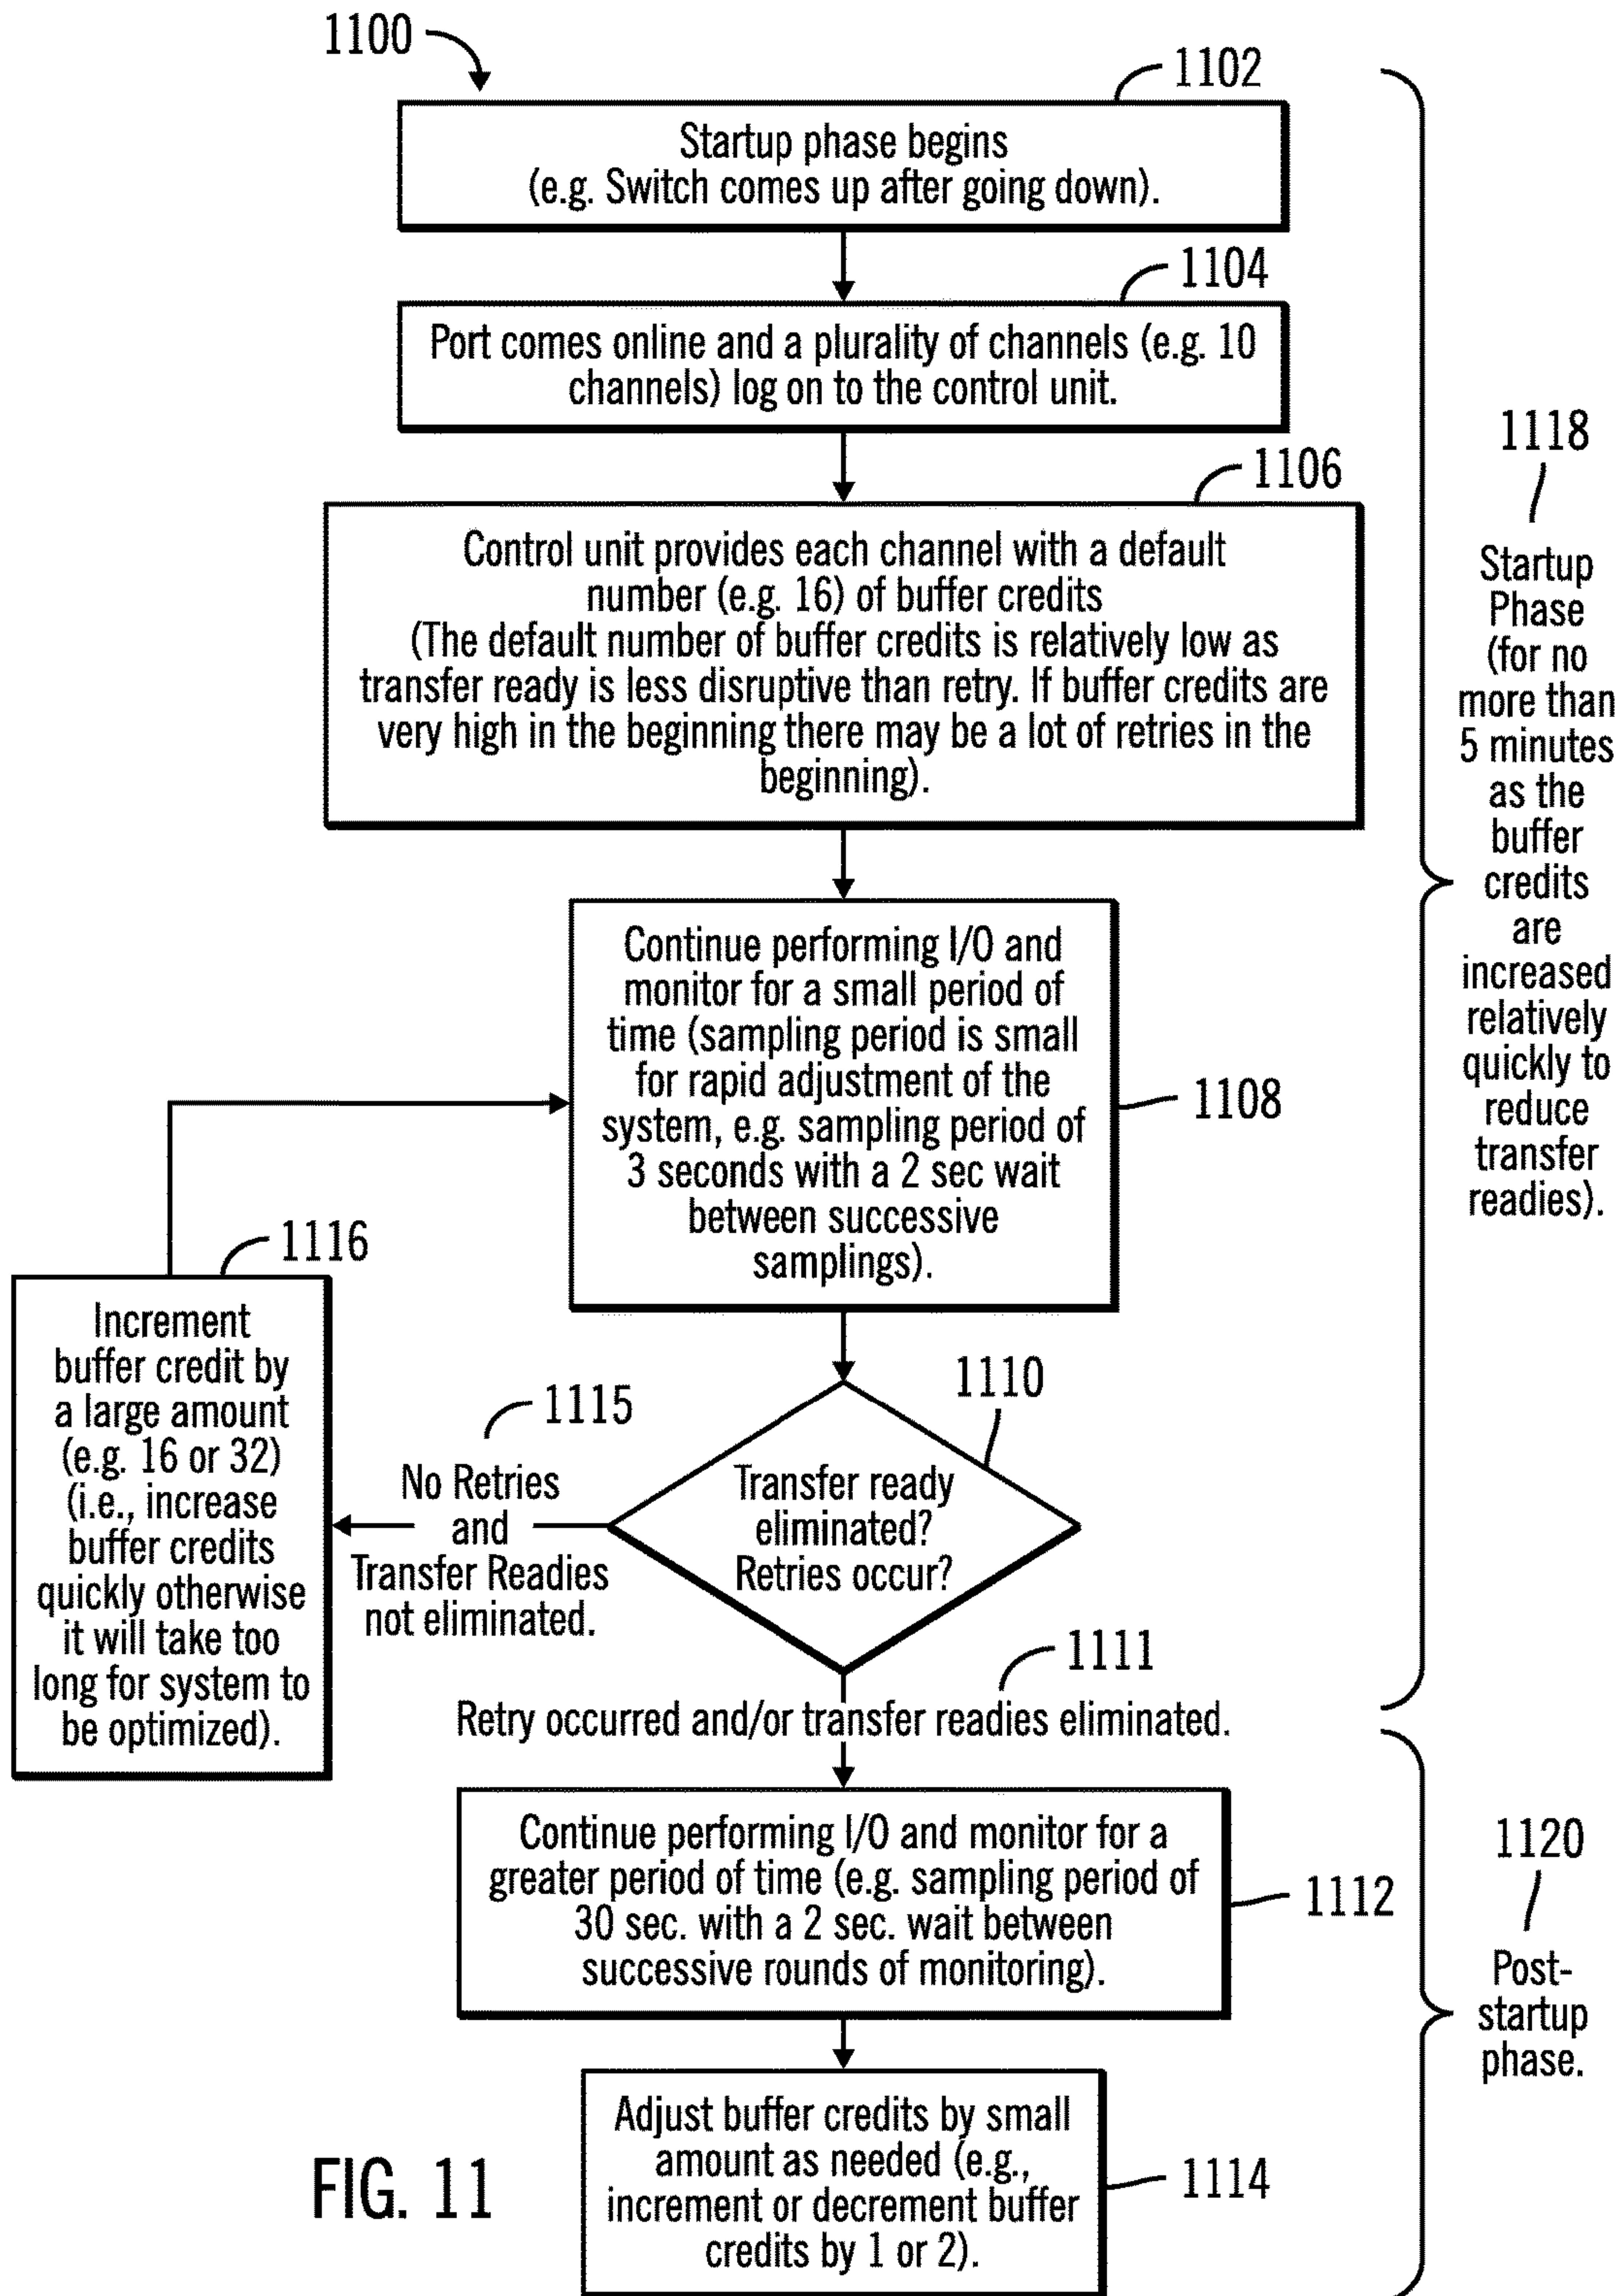 1100
1102
Startup phase begins
(e.g. Switch comes up after going down).
1104
Port comes online and a plurality of channels (e.g. 10
channels) log on to the control unit.
1106
Control unit provides each channel with a default
number (e.g. 16) of buffer credits
(The default number of buffer credits is relatively low as
transfer ready is less disruptive than retry. If buffer credits are
very high in the beginning there may be a lot of retries in the
beginning).
1118
Startup
Phase
(for no
more than
5 minutes
as the
buffer
credits
are
increased
relatively
quickly to
reduce
transfer
readies).
Continue performing I/O and
monitor for a small period of
time (sampling period is small
for rapid adjustment of the
system, e.g. sampling period of
3 seconds with a 2 sec wait
between successive
samplings).
1108
1116
Increment
buffer credit by
a large amount
(e.g. 16 or 32)
(i.e., increase
buffer credits
quickly otherwise
it will take too
long for system to
be optimized).
1115
No Retries
and
Transfer Readies
not eliminated.
1110
Transfer ready
eliminated?
Retries occur?
1111
Retry occurred and/or transfer readies eliminated.
Continue performing I/O and monitor for a
greater period of time (e.g. sampling period of
30 sec. with a 2 sec. wait between
successive rounds of monitoring).
1112
1120
Post-
startup
phase.
Adjust buffer credits by small
amount as needed (e.g.,
increment or decrement buffer
credits by 1 or 2).
1114
FIG. 11